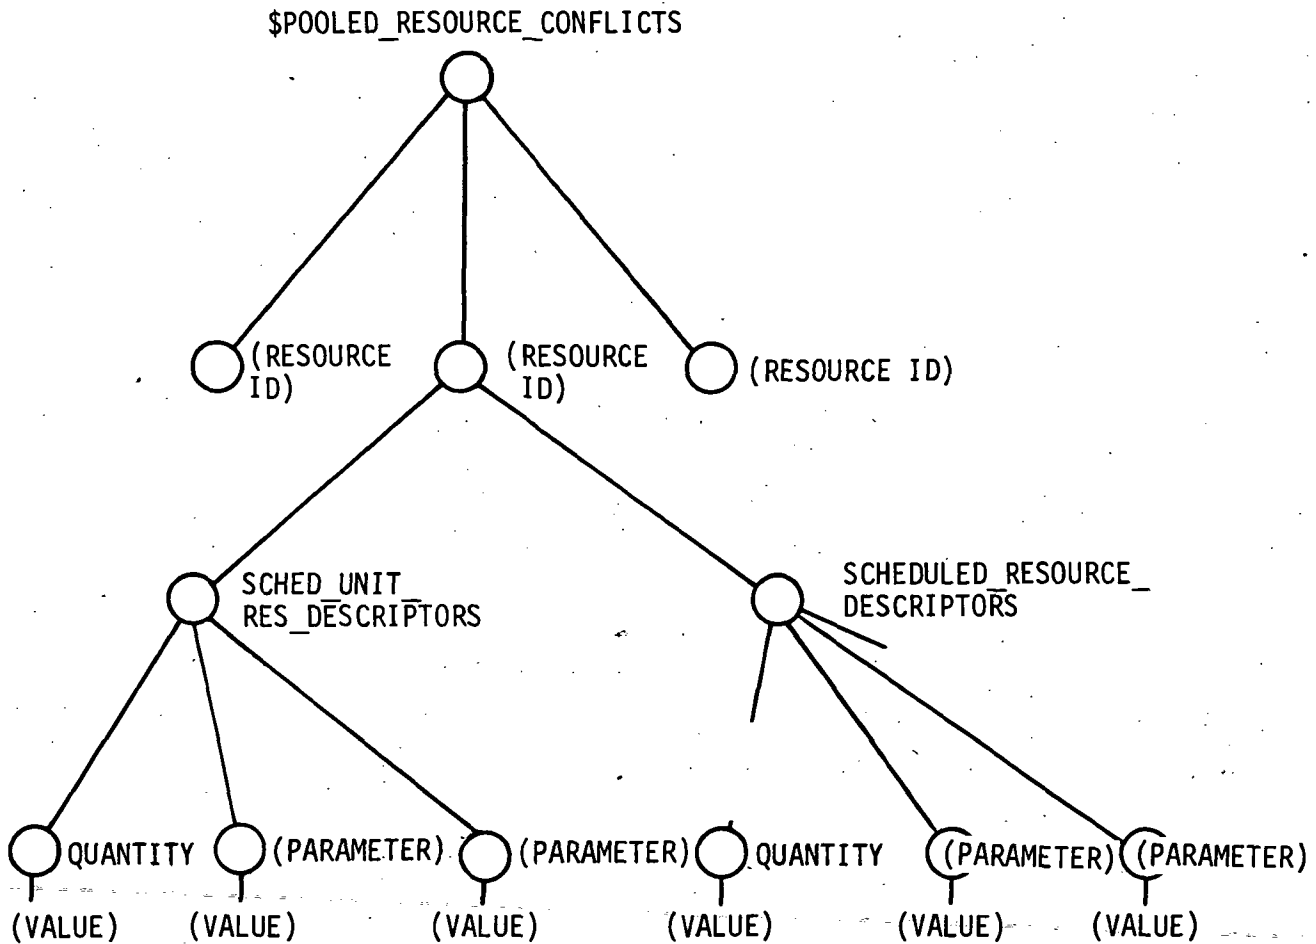 $POOLED_RESOURCE_CONFLICTS
(RESOURCE
ID)
(RESOURCE
ID)
(RESOURCE ID)
SCHED_UNIT_
RES_DESCRIPTORS
SCHEDULED_RESOURCE_
DESCRIPTORS
QUANTITY
(PARAMETER)
(PARAMETER)
QUANTITY
(PARAMETER)
(PARAMETER)
(VALUE)
(VALUE)
(VALUE)
(VALUE)
(VALUE)
(VALUE)